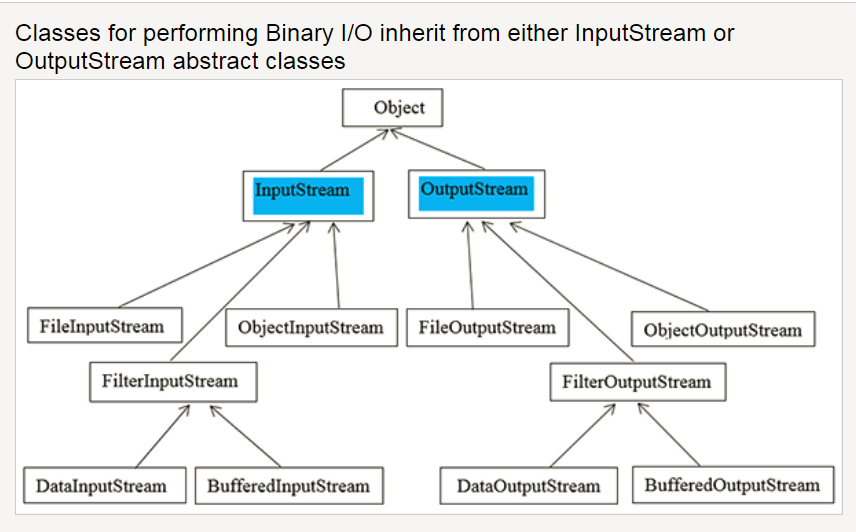 Classes for performing Binary I/O inherit from either InputStream or
OutputStream abstract classes
Object
InputStream
OutputStream
FileInputStream
ObjectInputStream
FileOutputStream
ObjectOutputStream
FilterInputStream
FilterOutputStream
DataInputStream
BufferedInputStream
DataOutputStream
BufferedOutputStream